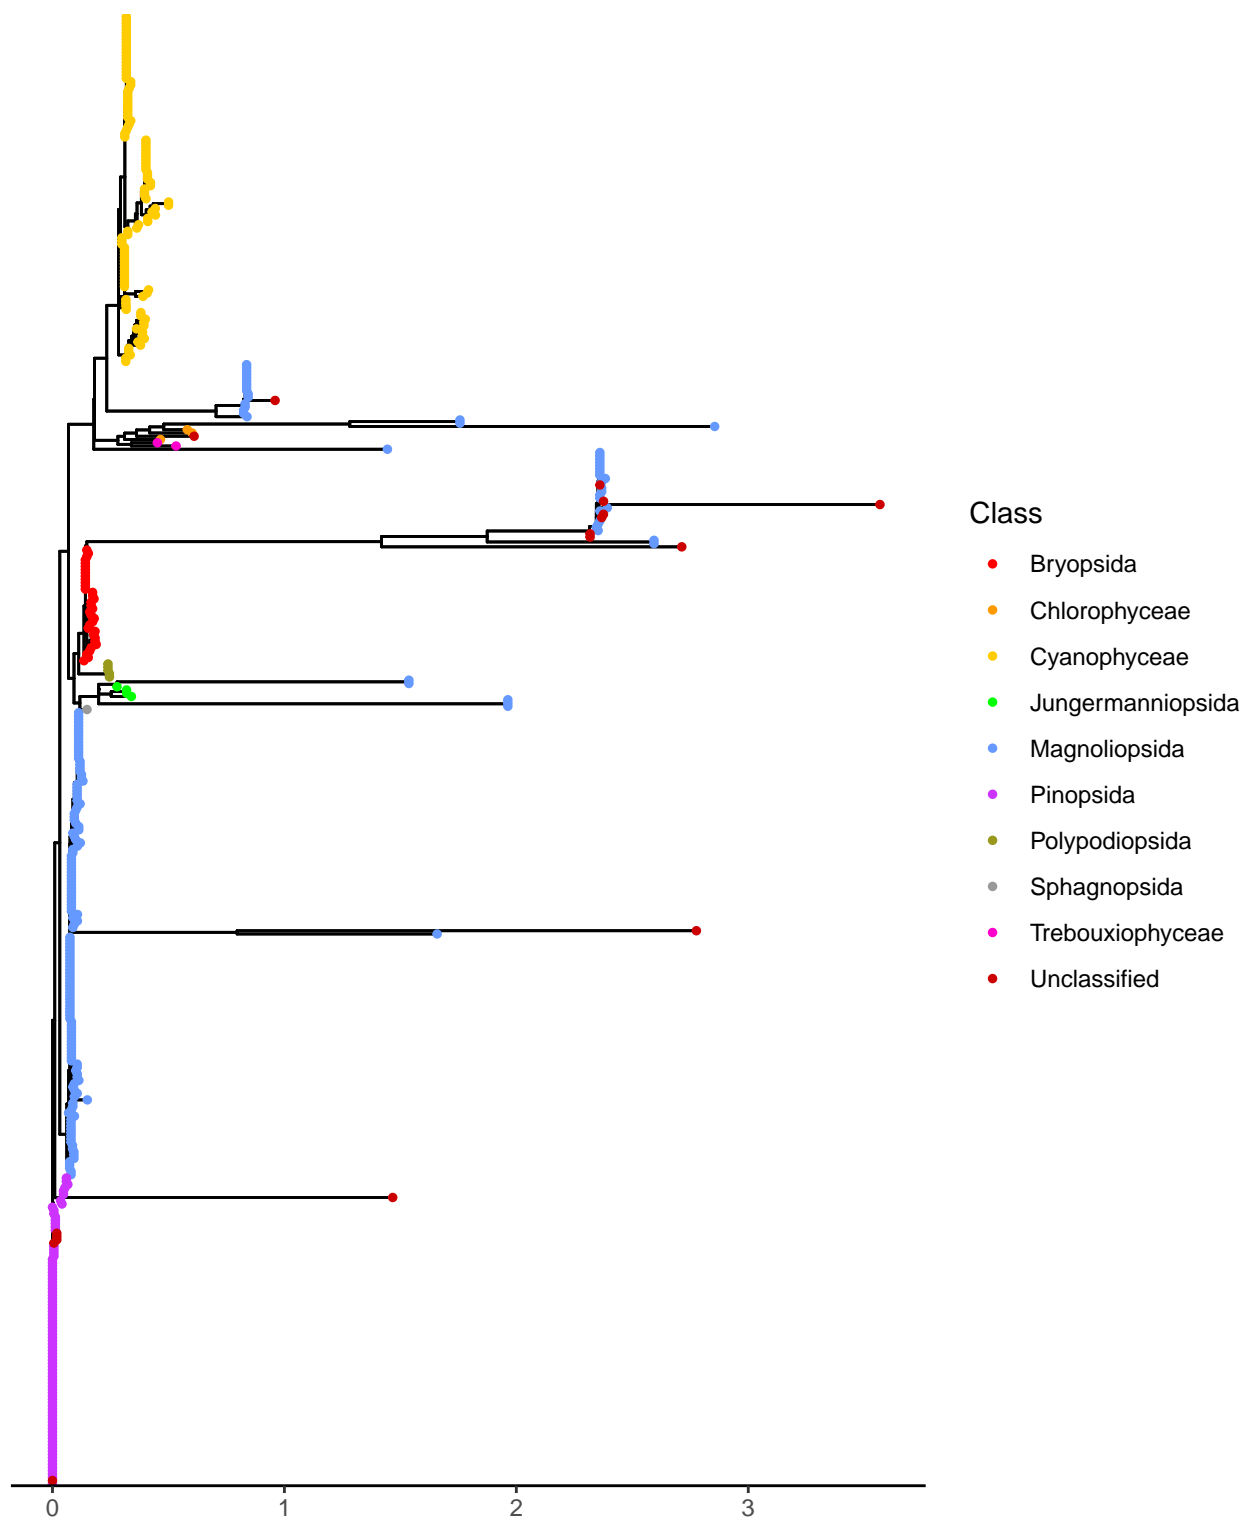 Class
Bryopsida
Chlorophyceae
Cyanophyceae
Jungermanniopsida
Magnoliopsida
Pinopsida
Polypodiopsida
Sphagnopsida
Trebouxiophyceae
Unclassified
0 1 2 3